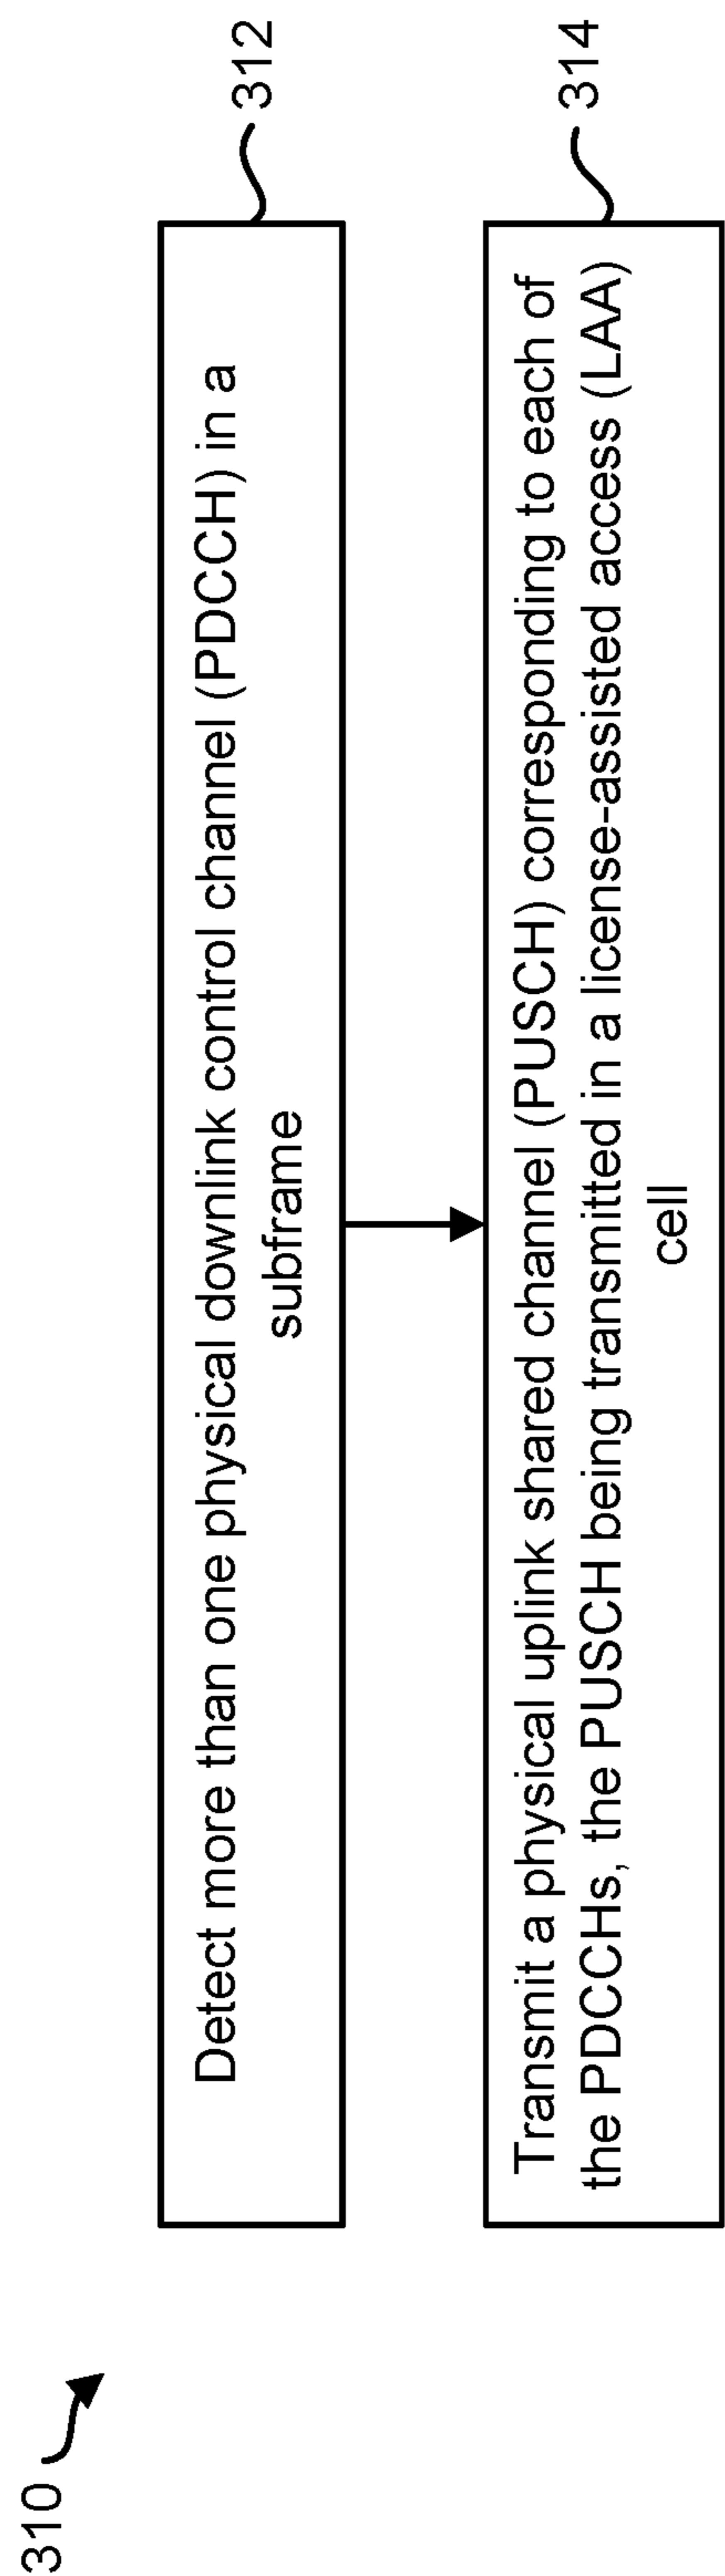 310
312
Detect more than one physical downlink control channel (PDCCH) in a
subframe
314
Transmit a physical uplink shared channel (PUSCH) corresponding to each of
the PDCCHs, the PUSCH being transmitted in a license-assisted access (LAA)
cell